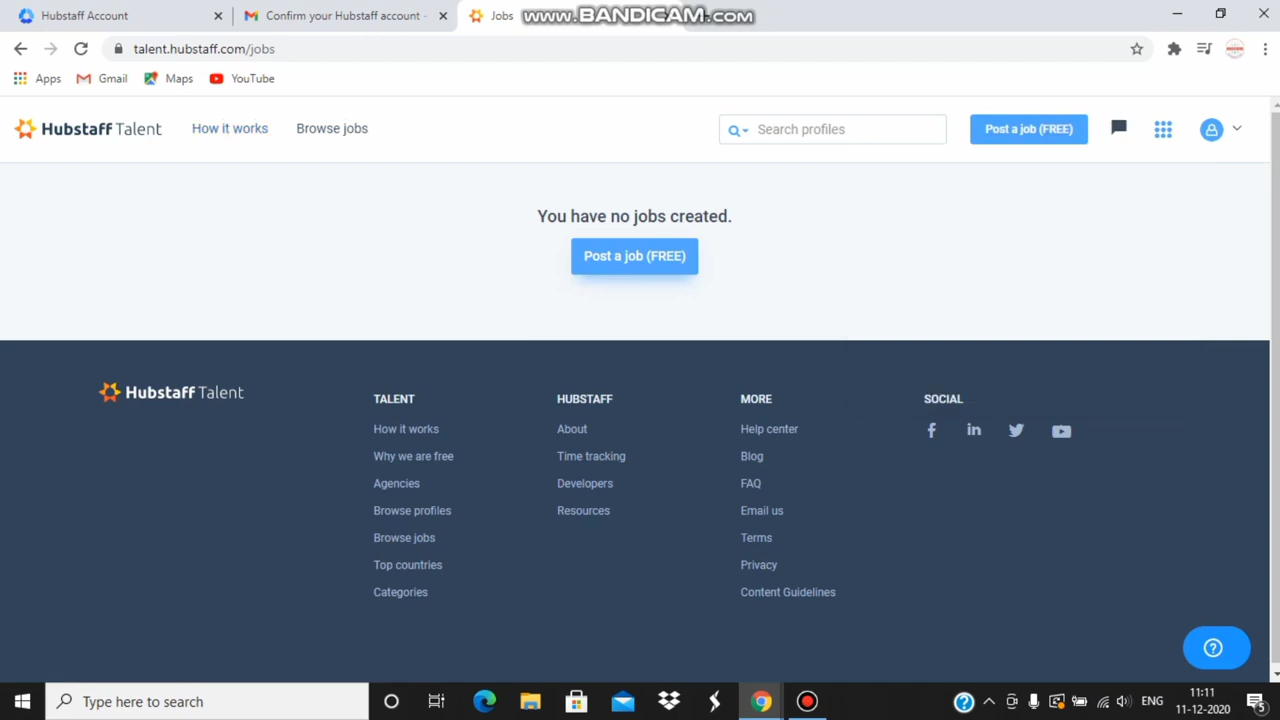 Hubstaff Account
Confirm your Hubstaff account -
Jobs
www.BANDICAM.com
talent.hubstaff.com/jobs
Apps
Gmail
Maps
YouTube
Hubstaff Talent
How it works
Browse jobs
Search profiles
Post a job (FREE)
You have no jobs created.
Post a job (FREE)
Hubstaff Talent
TALENT
How it works
Why we are free
Agencies
Browse profiles
Browse jobs
Top countries
Categories
HUBSTAFF
About
Time tracking
Developers
Resources
MORE
Help center
Blog
FAQ
Email us
Terms
Privacy
Content Guidelines
SOCIAL
Type here to search
ENG
11:11
11-12-2020
5